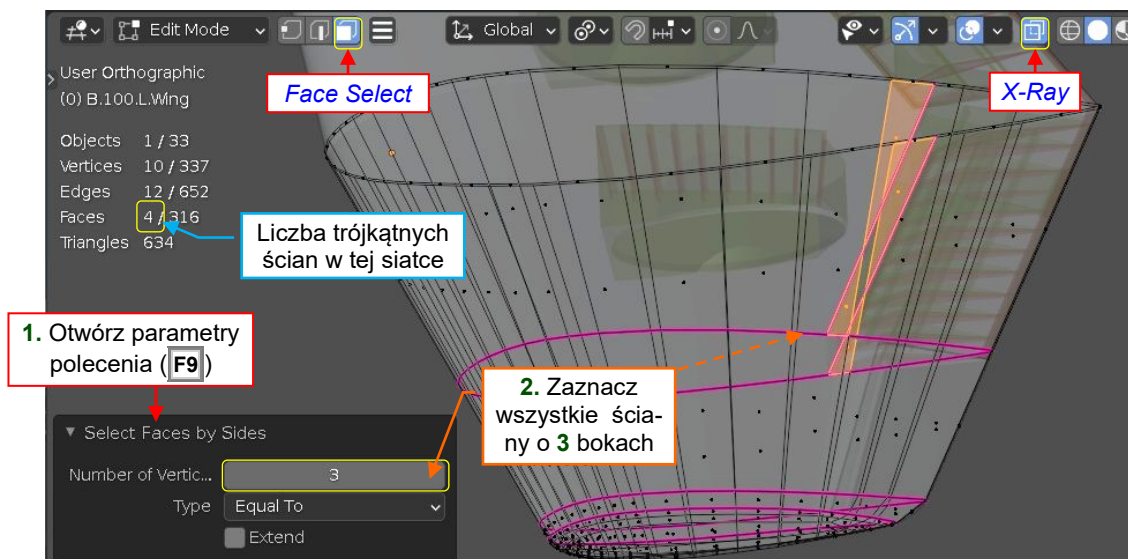 Edit Mode
Global
User Orthographic
(0) B.100.L.Wing
Face Select
X-Ray
Objects 1 / 33
Vertices 10 / 337
Edges 12 / 652
Faces 4 / 316
Triangles 634
Liczba trójkątnych
ścian w tej siatce
1. Otwórz parametry
polecenia (F9)
2. Zaznacz
wszystkie ścia-
ny o 3 bokach
Select Faces by Sides
Number of Vertic... 3
Type Equal To
Extend